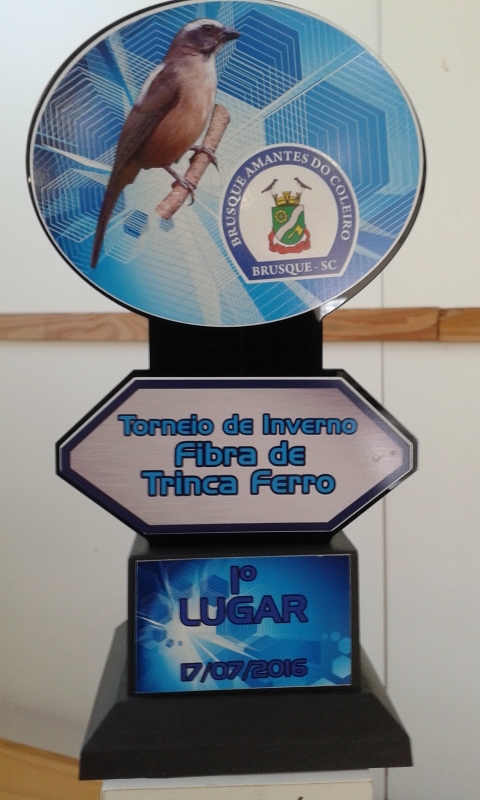 BRUSQUE AMANTES DO COLEIRO
BRUSQUE - SC
Torneio de Inverno
Fibra de
Trinca Ferro
1º
LUGAR
17/07/2016